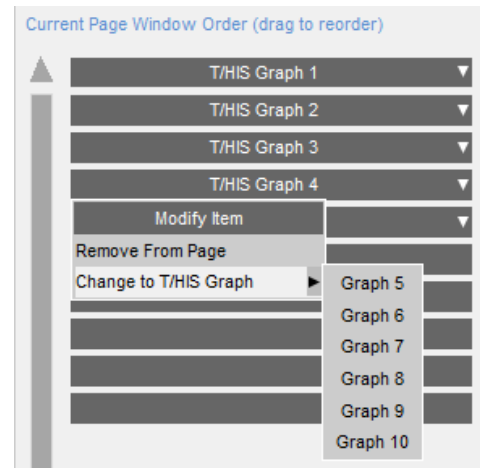 Current Page Window Order (drag to reorder)
T/HIS Graph 1
T/HIS Graph 2
T/HIS Graph 3
T/HIS Graph 4
Modify Item
Remove From Page
Change to T/HIS Graph
Graph 5
Graph 6
Graph 7
Graph 8
Graph 9
Graph 10